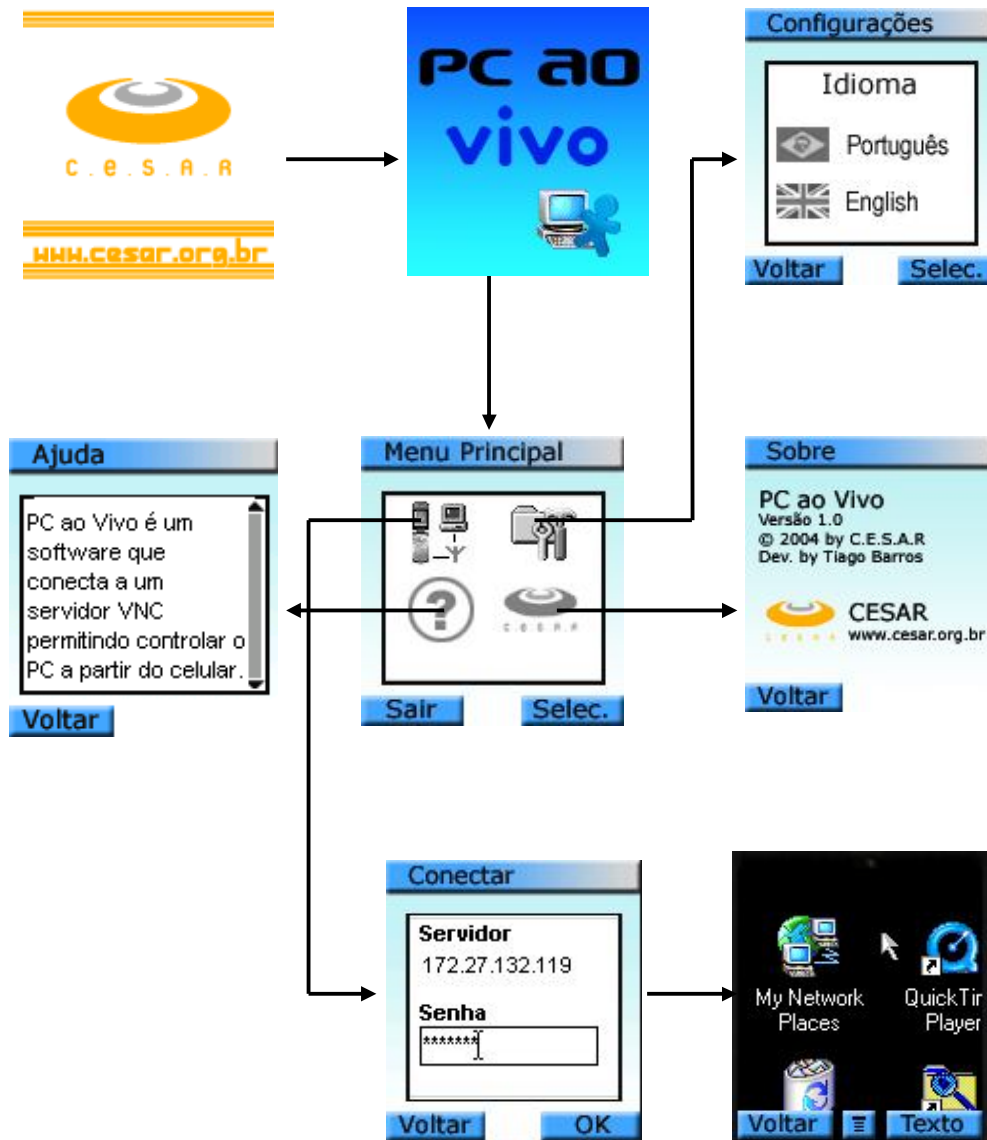 C.e.S.A.R
www.cesar.org.br
PC ao
vivo
Configurações
Idioma
Português
English
Voltar
Selec.
Ajuda
PC ao Vivo é um
software que
conecta a um
servidor VNC
permitindo controlar o
PC a partir do celular.
Voltar
Menu Principal
?
C.e.S.A.R
Sair
Selec.
Sobre
PC ao Vivo
Versão 1.0
© 2004 by C.E.S.A.R
Dev. by Tiago Barros
CESAR
www.cesar.org.br
Voltar
Conectar
Servidor
172.27.132.119
Senha
*******
Voltar
OK
My Network
Places
QuickTim
Player
Voltar
Texto